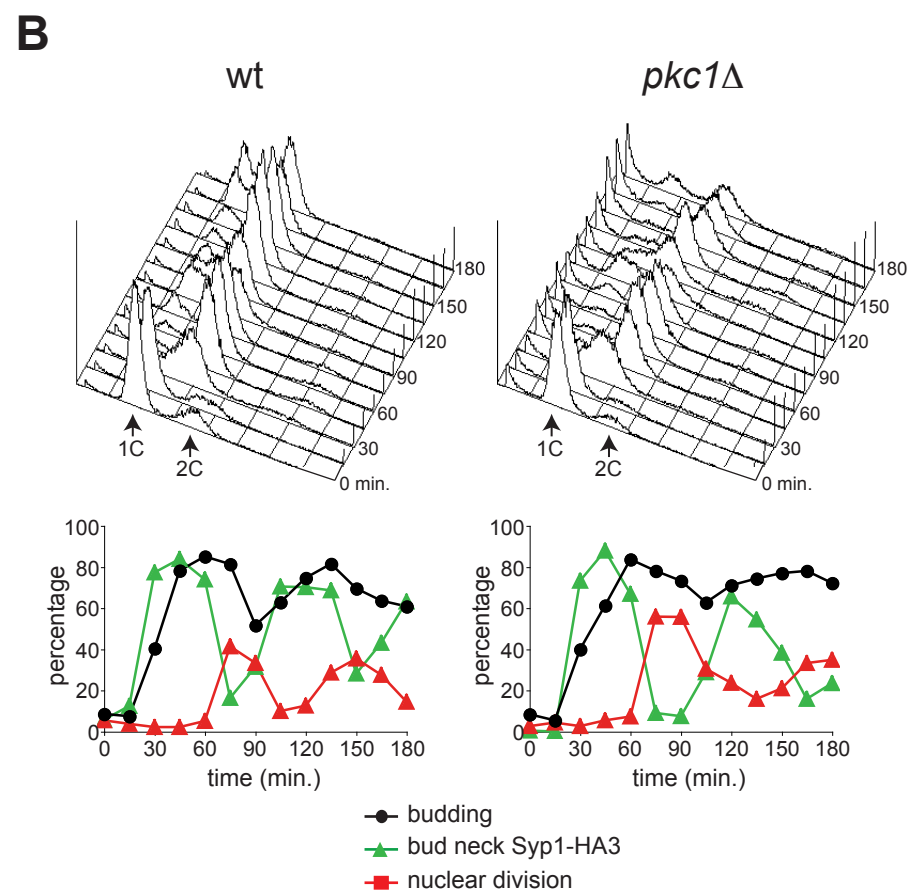 B
wt
pkc1Δ
180
150
120
90
60
30
0 min.
1C
2C
180
150
120
90
60
30
0 min.
1C
2C
percentage
100
80
60
40
20
0
0 30 60 90 120 150 180
time (min.)
percentage
100
80
60
40
20
0
0 30 60 90 120 150 180
time (min.)
budding
bud neck Syp1-HA3
nuclear division